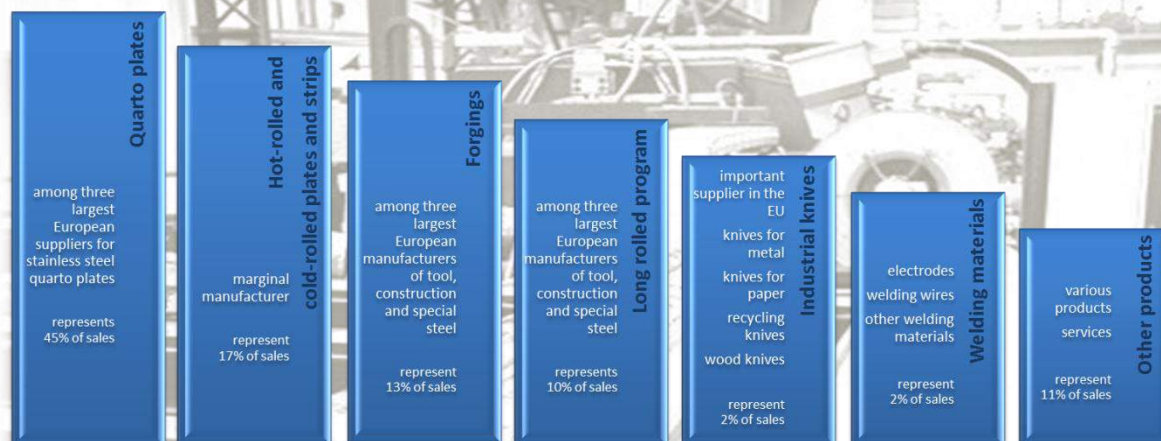 Quarto plates
among three
largest
European
suppliers for
stainless steel
quarto plates
represents
45% of sales
Hot-rolled and
cold-rolled plates and strips
marginal
manufacturer
represent
17% of sales
Forgings
among three
largest
European
manufacturers
of tool,
construction
and special
steel
represent
13% of sales
Long rolled program
among three
largest
European
manufacturers
of tool,
construction
and special
steel
represents
10% of sales
Industrial knives
important
supplier in the
EU
knives for
metal
knives for
paper
recycling
knives
wood knives
represent
2% of sales
Welding materials
electrodes
welding wires
other welding
materials
represent
2% of sales
Other products
various
products
services
represent
11% of sales